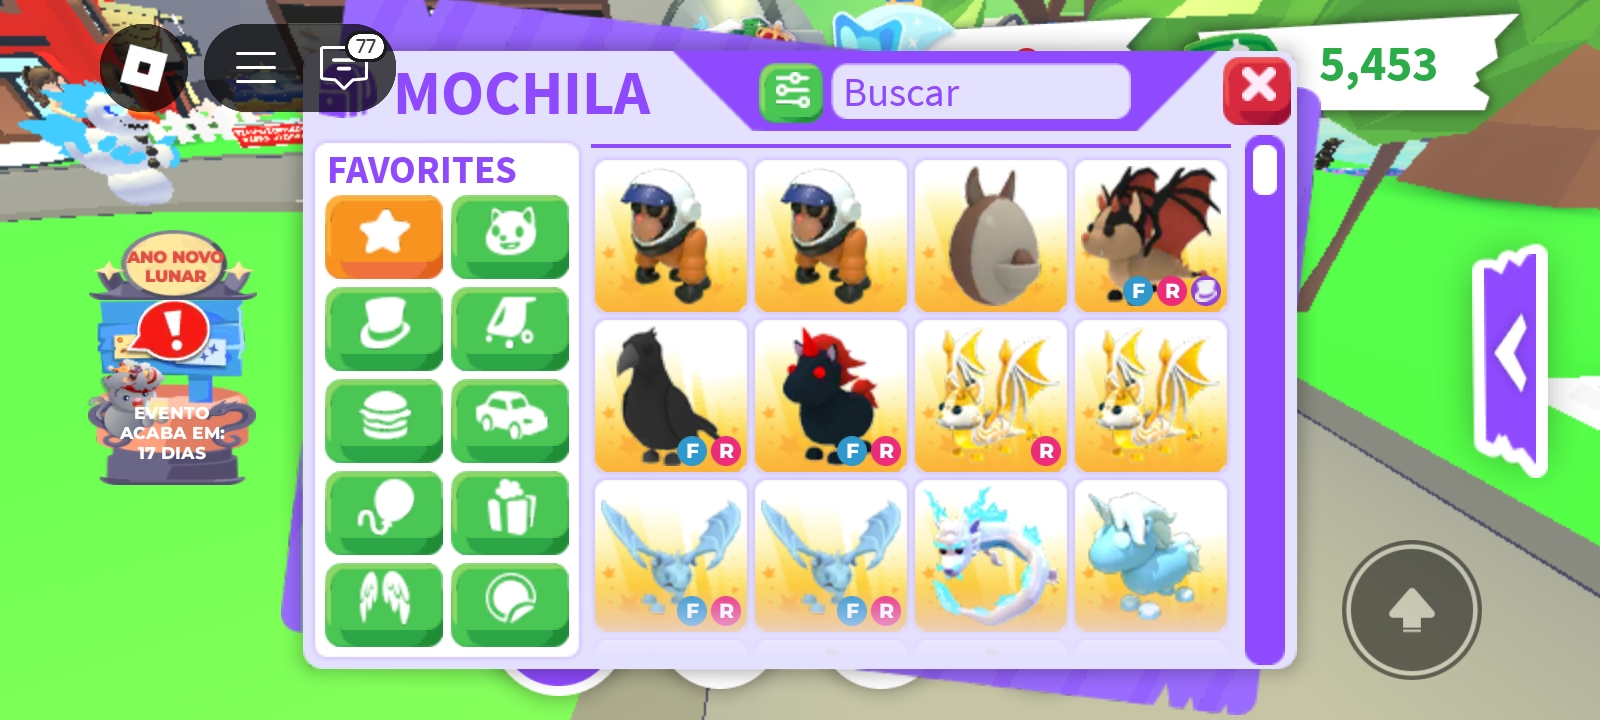 77
MOCHILA
Buscar
5,453
FAVORITES
ANO NOVO
LUNAR
!
EVENTO
ACABA EM:
17 DIAS
F R
F R
F R
R
F R
F R